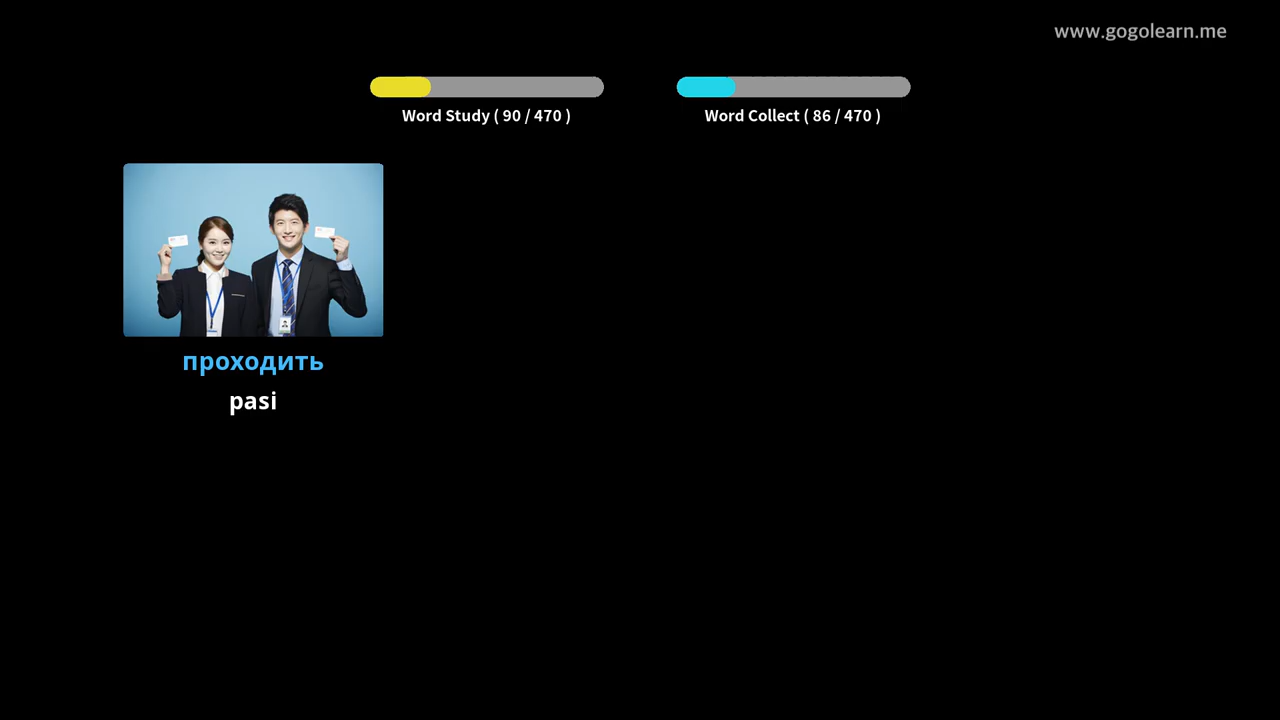 www.gogolearn.me
Word Study ( 90 / 470 )
Word Collect ( 86 / 470 )
проходить
pasi